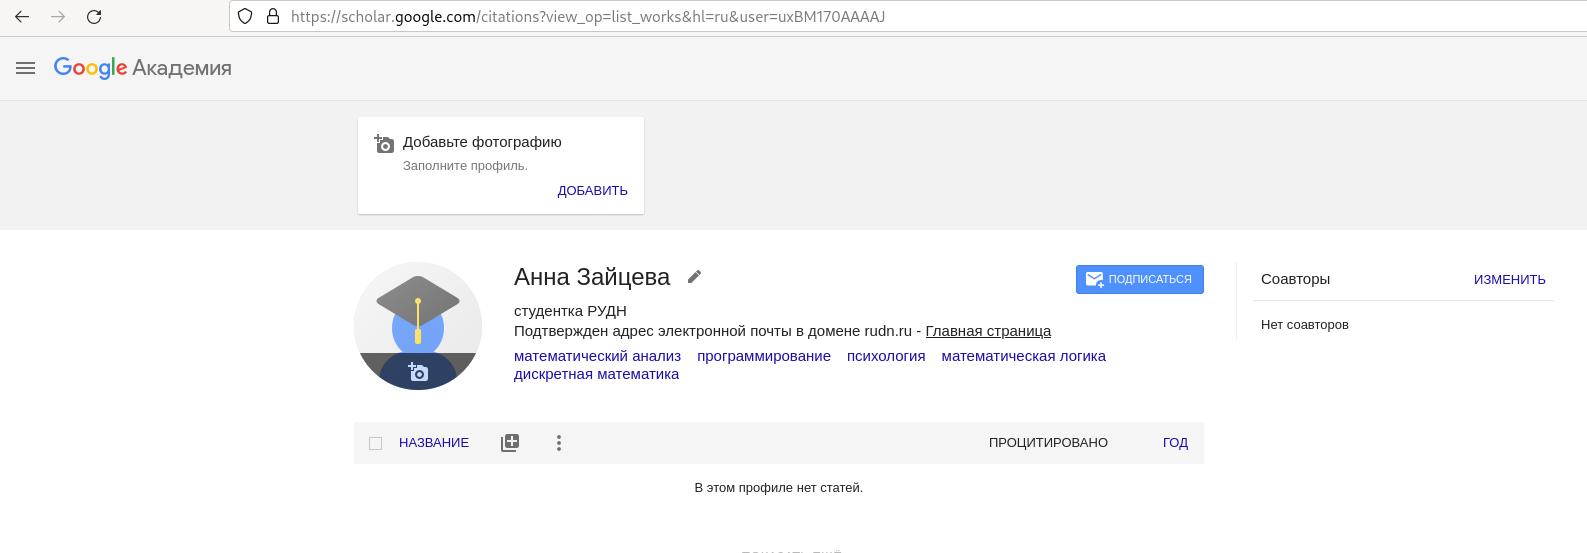 https://scholar.google.com/citations?view_op=list_works&hl=ru&user=uxBM170AAAAJ
Google Академия
Добавьте фотографию
Заполните профиль.
ДОБАВИТЬ
Анна Зайцева
ПОДПИСАТЬСЯ
студентка РУДН
Подтвержден адрес электронной почты в домене rudn.ru - Главная страница
математический анализ программирование психология математическая логика
дискретная математика
Соавторы ИЗМЕНИТЬ
Нет соавторов
НАЗВАНИЕ ПРОЦИТИРОВАНО ГОД
В этом профиле нет статей.